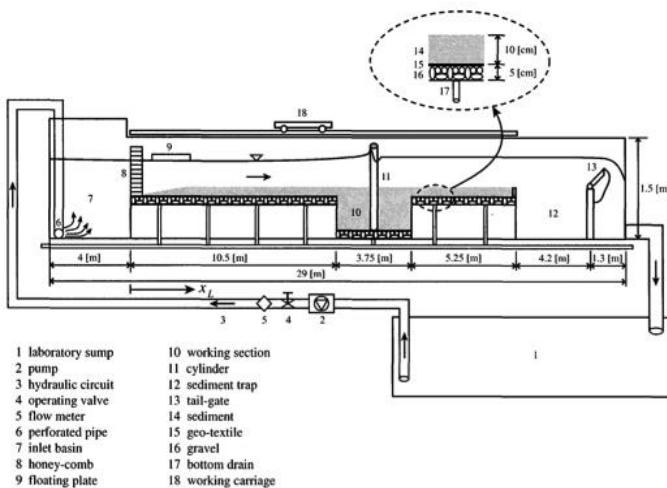 14
15
16
17
10 [cm]
5 [cm]
18
9
8
11
13
7
6
10
12
1.5 [m
4 [m]
10.5 [m]
3.75 [m]
5.25 [m]
4.2 [m]
1.3 [m]
29 [m]
x_L
3
5
4
2
1
1 laboratory sump
2 pump
3 hydraulic circuit
4 operating valve
5 flow meter
6 perforated pipe
7 inlet basin
8 honey-comb
9 floating plate
10 working section
11 cylinder
12 sediment trap
13 tail-gate
14 sediment
15 geo-textile
16 gravel
17 bottom drain
18 working carriage